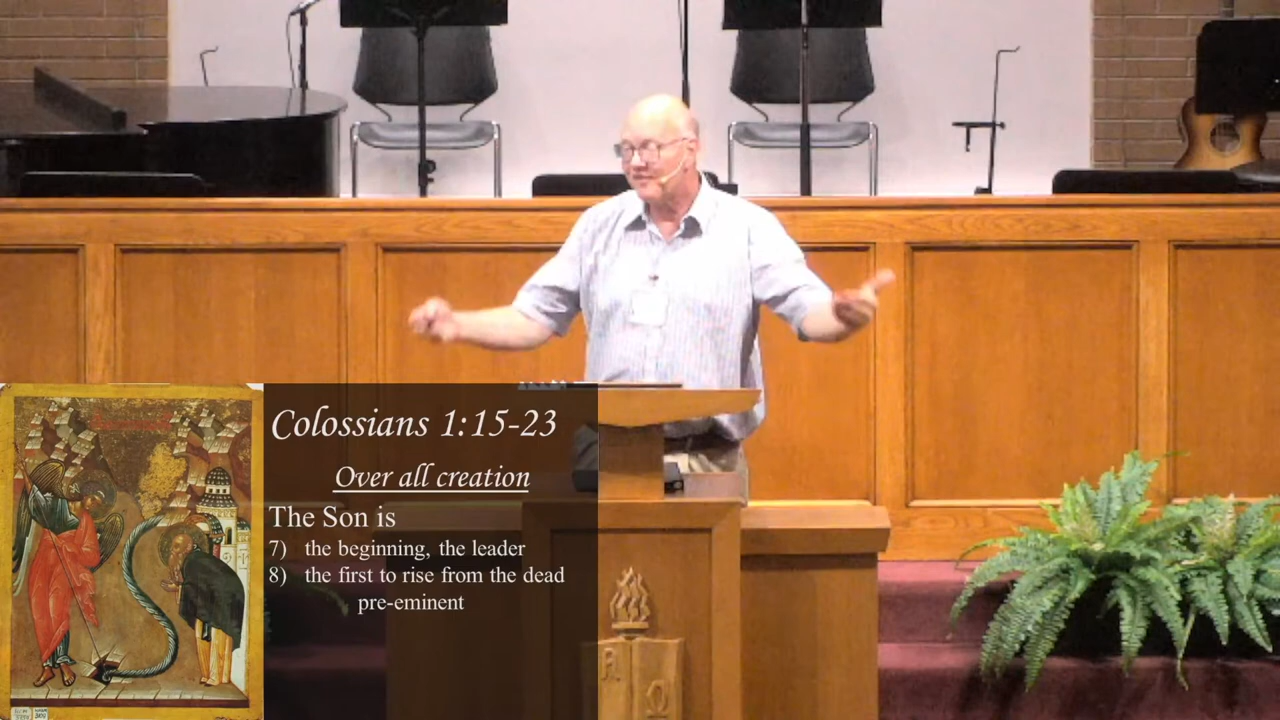 Colossians 1:15-23
Over all creation
The Son is
7) the beginning, the leader
8) the first to rise from the dead
pre-eminent
Α Ω